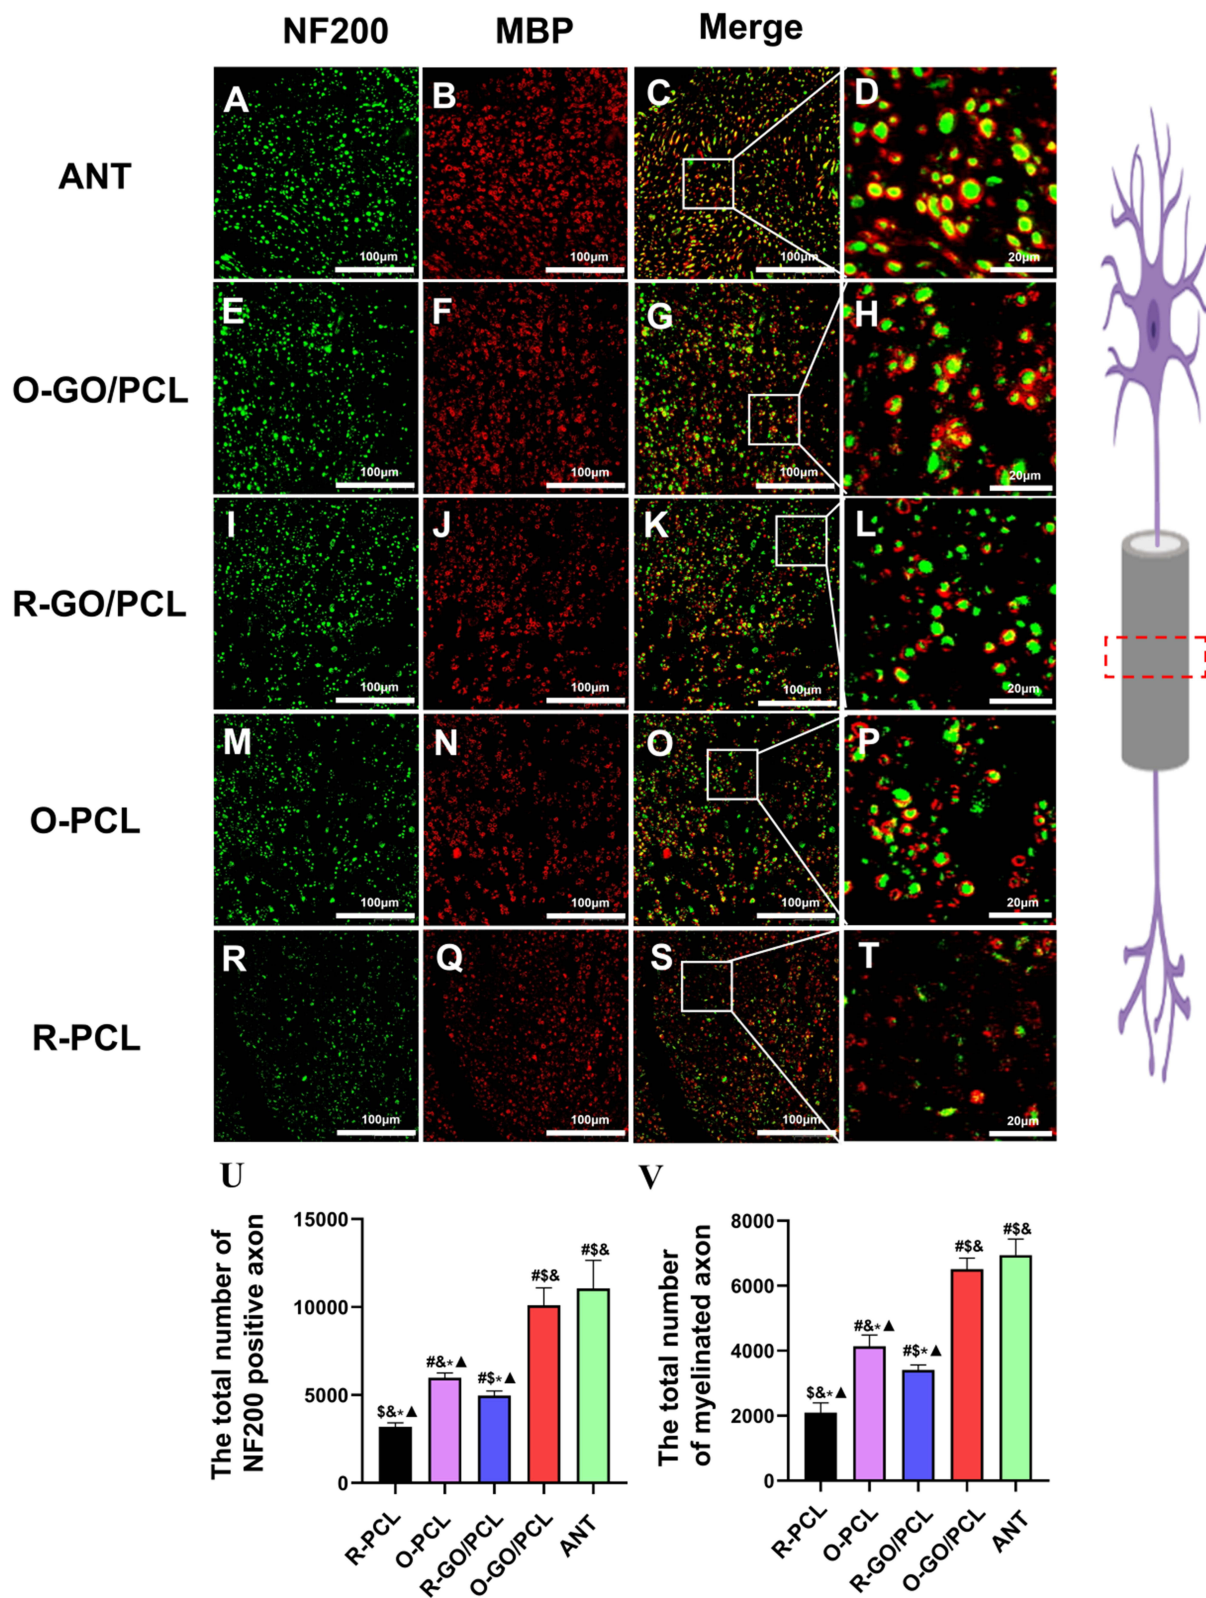 NF200 MBP Merge
ANT
A B C D
100µm 100µm 100µm 20µm
O-GO/PCL
E F G H
100µm 100µm 100µm 20µm
R-GO/PCL
I J K L
100µm 100µm 100µm 20µm
O-PCL
M N O P
100µm 100µm 100µm 20µm
R-PCL
R Q S T
100µm 100µm 100µm 20µm
U
The total number of
NF200 positive axon
15000
10000
5000
0
$&*▲
#&*▲
#$*▲
#$&
#$&
R-PCL
O-PCL
R-GO/PCL
O-GO/PCL
ANT
V
The total number
of myelinated axon
8000
6000
4000
2000
0
$&*▲
#&*▲
#$*▲
#$&
#$&
R-PCL
O-PCL
R-GO/PCL
O-GO/PCL
ANT